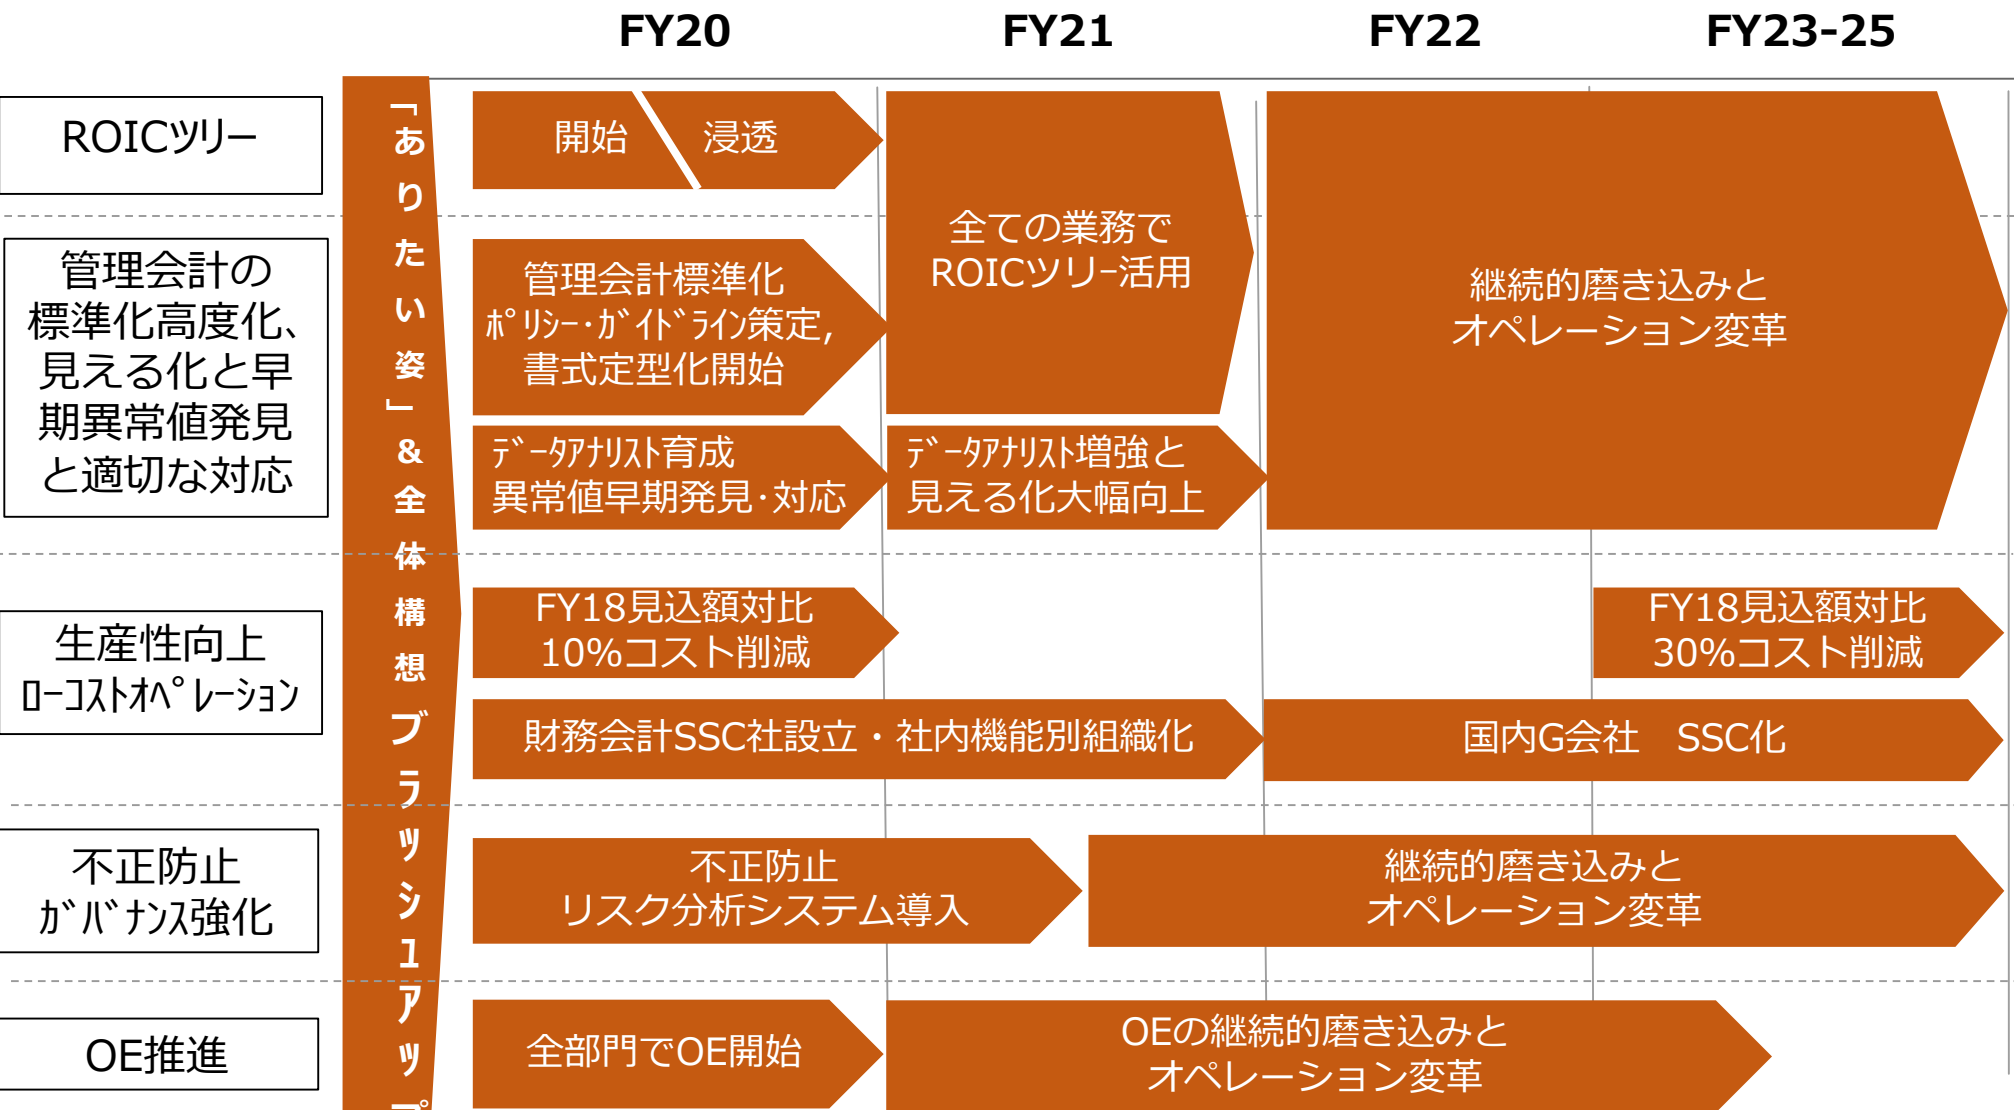 FY20 FY21 FY22 FY23-25
「ありたい姿」&全体構想ブラッシュアップ
ROICツリー
開始 浸透
全ての業務で
ROICツリー活用
継続的磨き込みと
オペレーション変革
管理会計の
標準化高度化、
見える化と早
期異常値発見
と適切な対応
管理会計標準化
ﾎﾟﾘｼｰ･ｶﾞｲﾄﾞﾗｲﾝ策定,
書式定型化開始
ﾃﾞｰﾀｱﾅﾘｽﾄ育成
異常値早期発見･対応
ﾃﾞｰﾀｱﾅﾘｽﾄ増強と
見える化大幅向上
生産性向上
ﾛｰｺｽﾄｵﾍﾟﾚｰｼｮﾝ
FY18見込額対比
10%コスト削減
FY18見込額対比
30%コスト削減
財務会計SSC社設立・社内機能別組織化
国内G会社　SSC化
不正防止
ｶﾞﾊﾞﾅﾝｽ強化
不正防止
リスク分析システム導入
継続的磨き込みと
オペレーション変革
OE推進
全部門でOE開始
OEの継続的磨き込みと
オペレーション変革